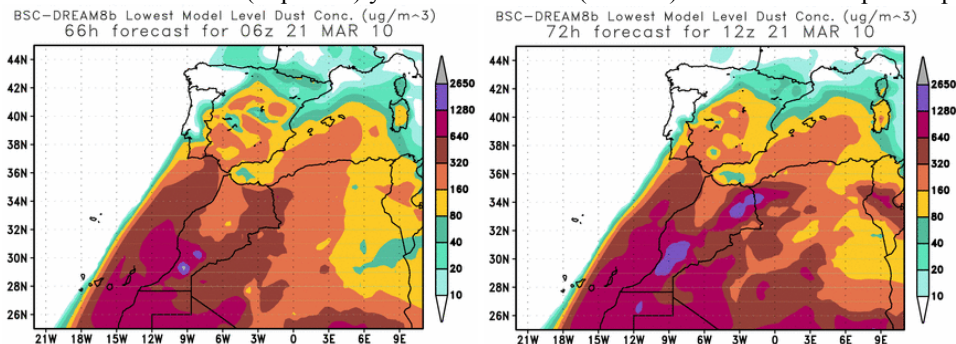 BSC-DREAM8b Lowest Model Level Dust Conc. (ug/m^3)
66h forecast for 06z 21 MAR 10
44N
42N
40N
38N
36N
34N
32N
30N
28N
26N
21W 18W 15W 12W 9W 6W 3W 0 3E 6E 9E
2650
1280
640
320
160
80
40
20
10
BSC-DREAM8b Lowest Model Level Dust Conc. (ug/m^3)
72h forecast for 12z 21 MAR 10
44N
42N
40N
38N
36N
34N
32N
30N
28N
26N
21W 18W 15W 12W 9W 6W 3W 0 3E 6E 9E
2650
1280
640
320
160
80
40
20
10